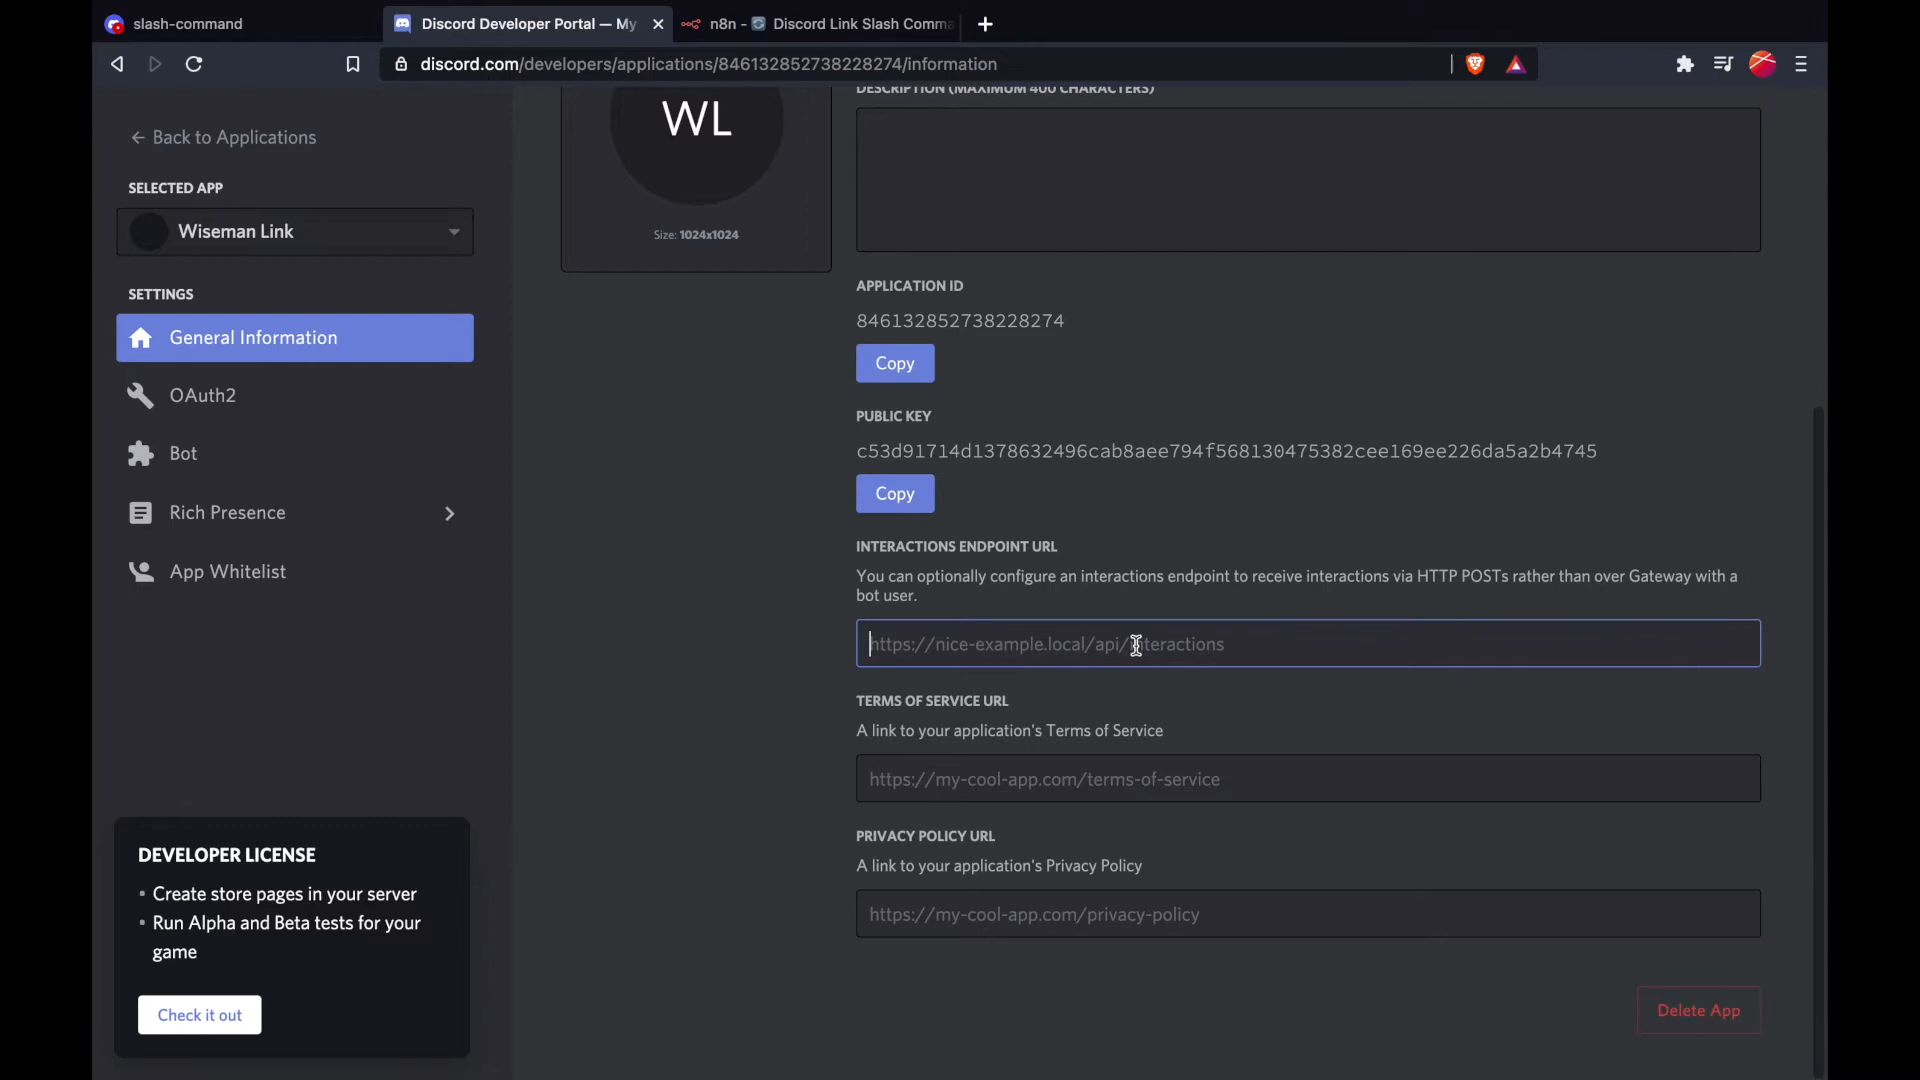 slash-command
Discord Developer Portal — My
n8n - Discord Link Slash Comma
discord.com/developers/applications/846132852738228274/information
← Back to Applications
SELECTED APP
Wiseman Link
SETTINGS
General Information
OAuth2
Bot
Rich Presence
App Whitelist
DEVELOPER LICENSE
• Create store pages in your server
• Run Alpha and Beta tests for your
game
Check it out
WL
Size: 1024x1024
DESCRIPTION (MAXIMUM 400 CHARACTERS)
APPLICATION ID
846132852738228274
Copy
PUBLIC KEY
c53d91714d1378632496cab8aee794f568130475382cee169ee226da5a2b4745
Copy
INTERACTIONS ENDPOINT URL
You can optionally configure an interactions endpoint to receive interactions via HTTP POSTs rather than over Gateway with a
bot user.
https://nice-example.local/api/interactions
TERMS OF SERVICE URL
A link to your application's Terms of Service
https://my-cool-app.com/terms-of-service
PRIVACY POLICY URL
A link to your application's Privacy Policy
https://my-cool-app.com/privacy-policy
Delete App